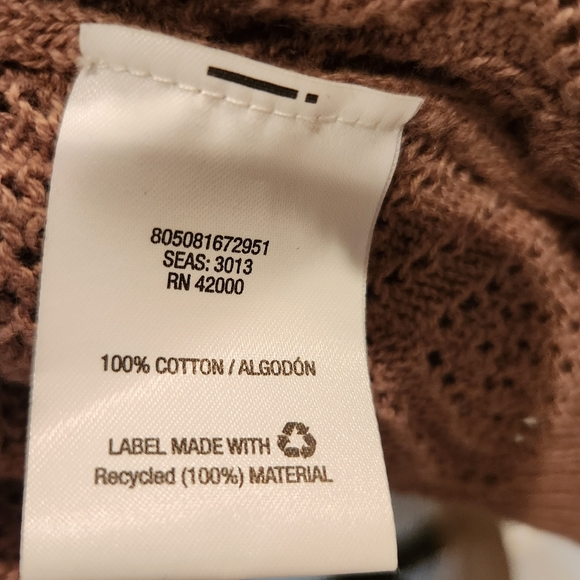 805081672951
SEAS: 3013
RN 42000
100% COTTON / ALGODÓN
LABEL MADE WITH
Recycled (100%) MATERIAL